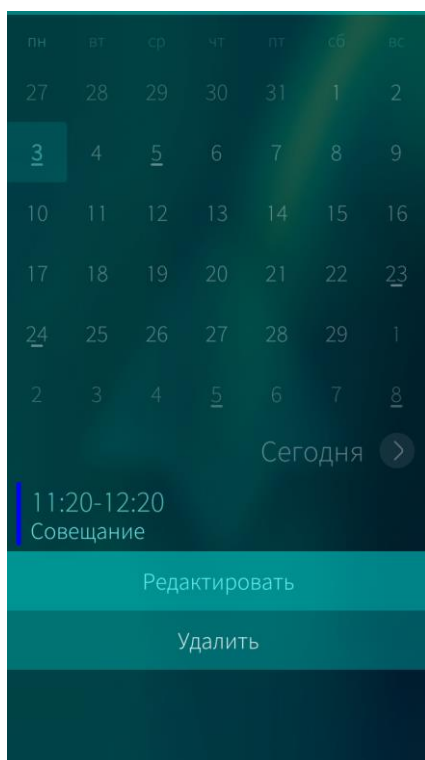 пн вт ср чт пт сб вс
27 28 29 30 31 1 2
3 4 5 6 7 8 9
10 11 12 13 14 15 16
17 18 19 20 21 22 23
24 25 26 27 28 29 1
2 3 4 5 6 7 8
Сегодня
11:20-12:20
Совещание
Редактировать
Удалить